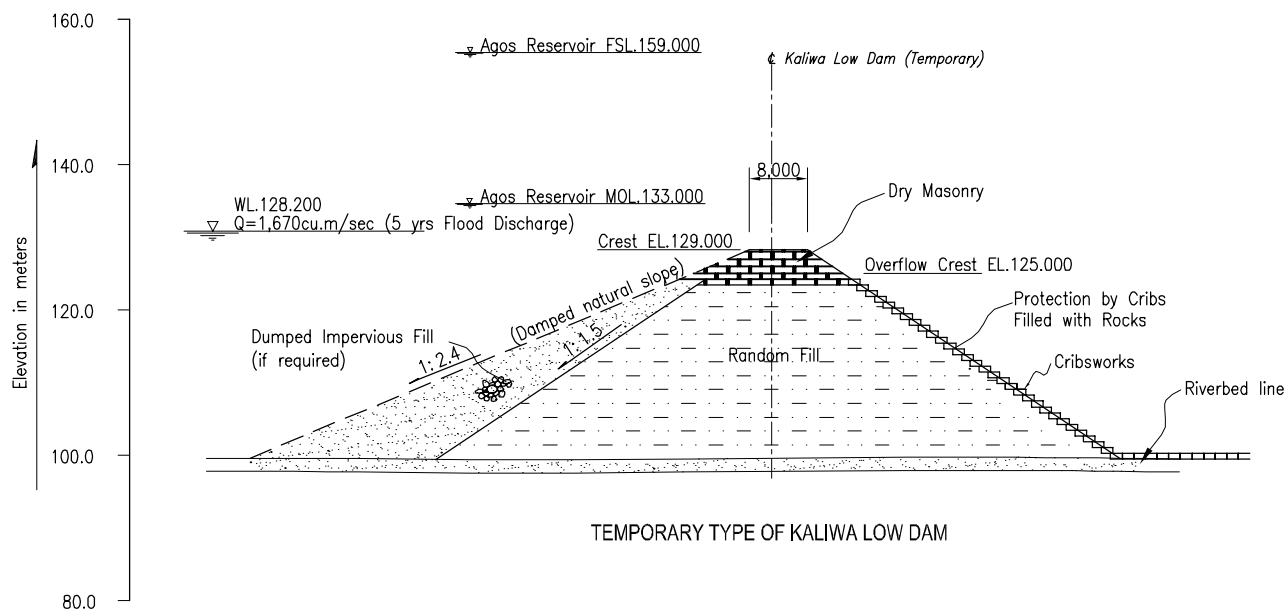 160.0
Agos Reservoir FSL.159.000
℄ Kaliwa Low Dam (Temporary)
140.0
8,000
Dry Masonry
WL.128.200
Agos Reservoir MOL.133.000
Q=1,670cu.m/sec (5 yrs Flood Discharge)
Crest EL.129.000
Overflow Crest EL.125.000
120.0
(Damped natural slope)
Protection by Cribs
Filled with Rocks
Dumped Impervious Fill
(if required)
1:2.4
1:1.5
Random Fill
Cribsworks
Riverbed line
Elevation in meters
100.0
TEMPORARY TYPE OF KALIWA LOW DAM
80.0